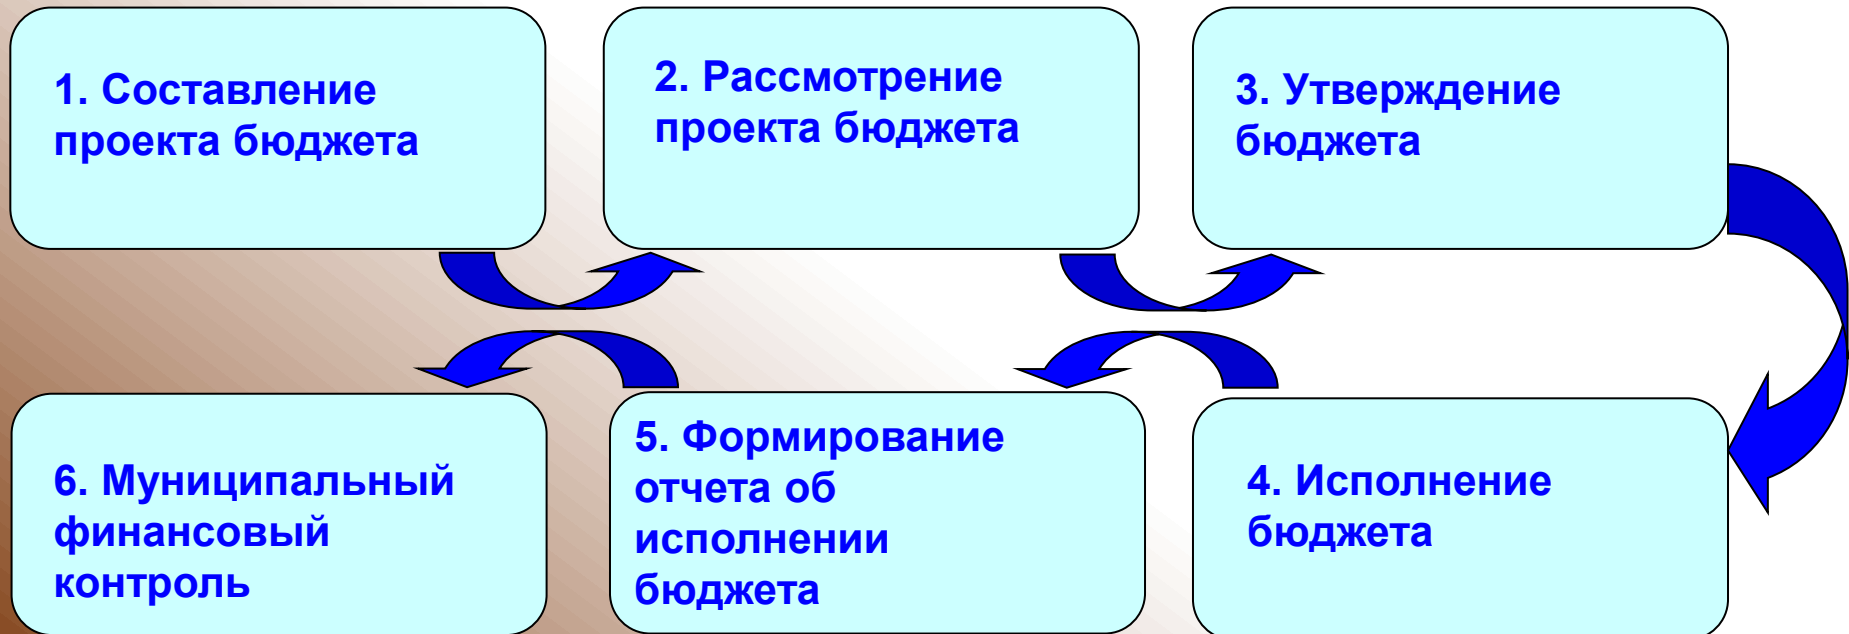 1. Составление
проекта бюджета
2. Рассмотрение
проекта бюджета
3. Утверждение
бюджета
4. Исполнение
бюджета
5. Формирование
отчета об
исполнении
бюджета
6. Муниципальный
финансовый
контроль